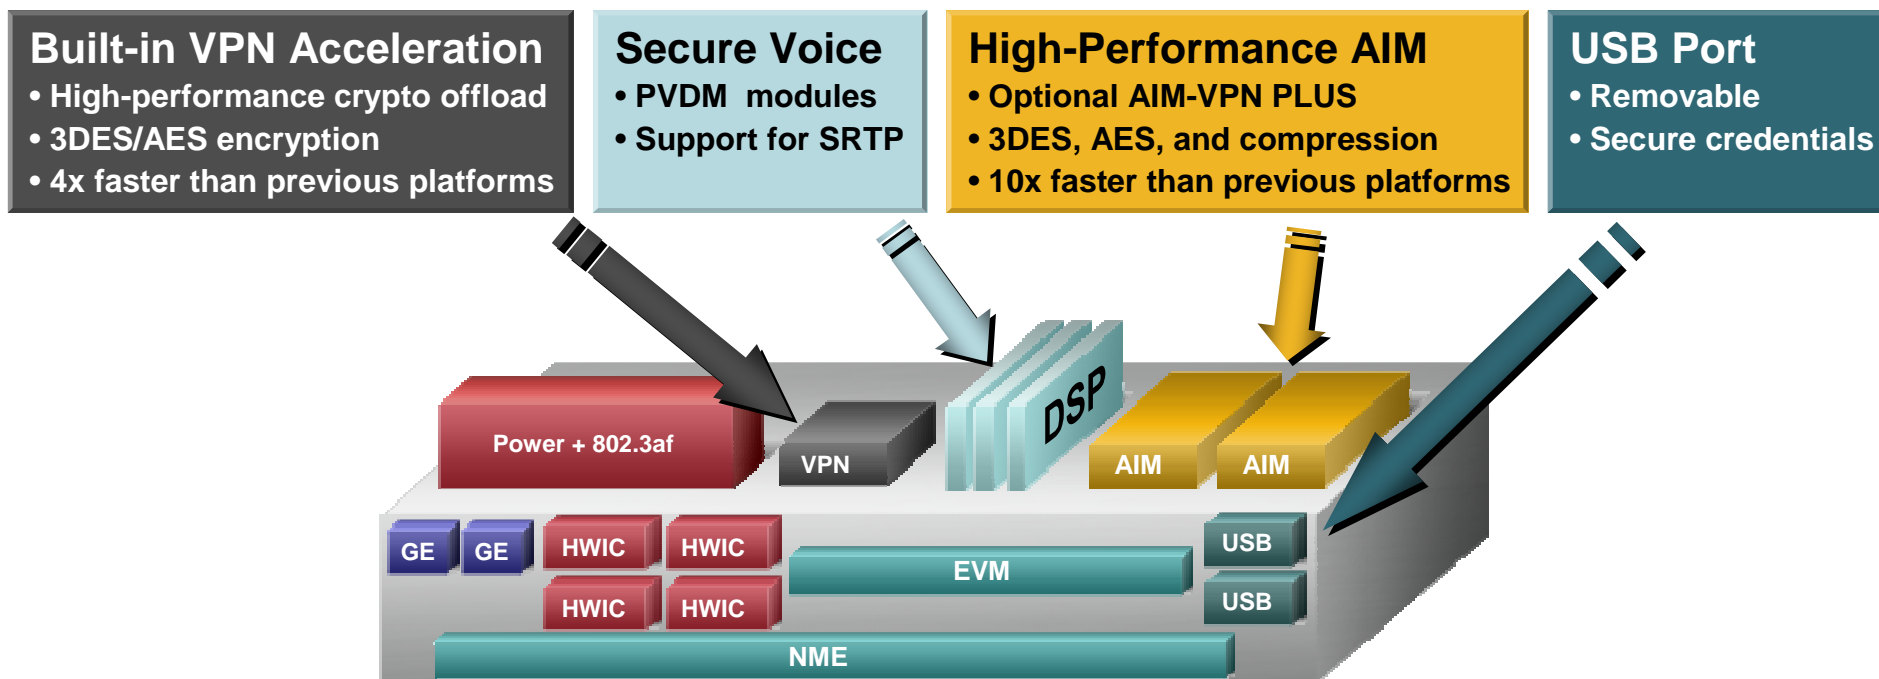 Built-in VPN Acceleration
• High-performance crypto offload
• 3DES/AES encryption
• 4x faster than previous platforms
Secure Voice
• PVDM modules
• Support for SRTP
High-Performance AIM
• Optional AIM-VPN PLUS
• 3DES, AES, and compression
• 10x faster than previous platforms
USB Port
• Removable
• Secure credentials
Power + 802.3af
VPN
DSP
AIM
AIM
GE
GE
HWIC
HWIC
HWIC
HWIC
EVM
USB
USB
NME